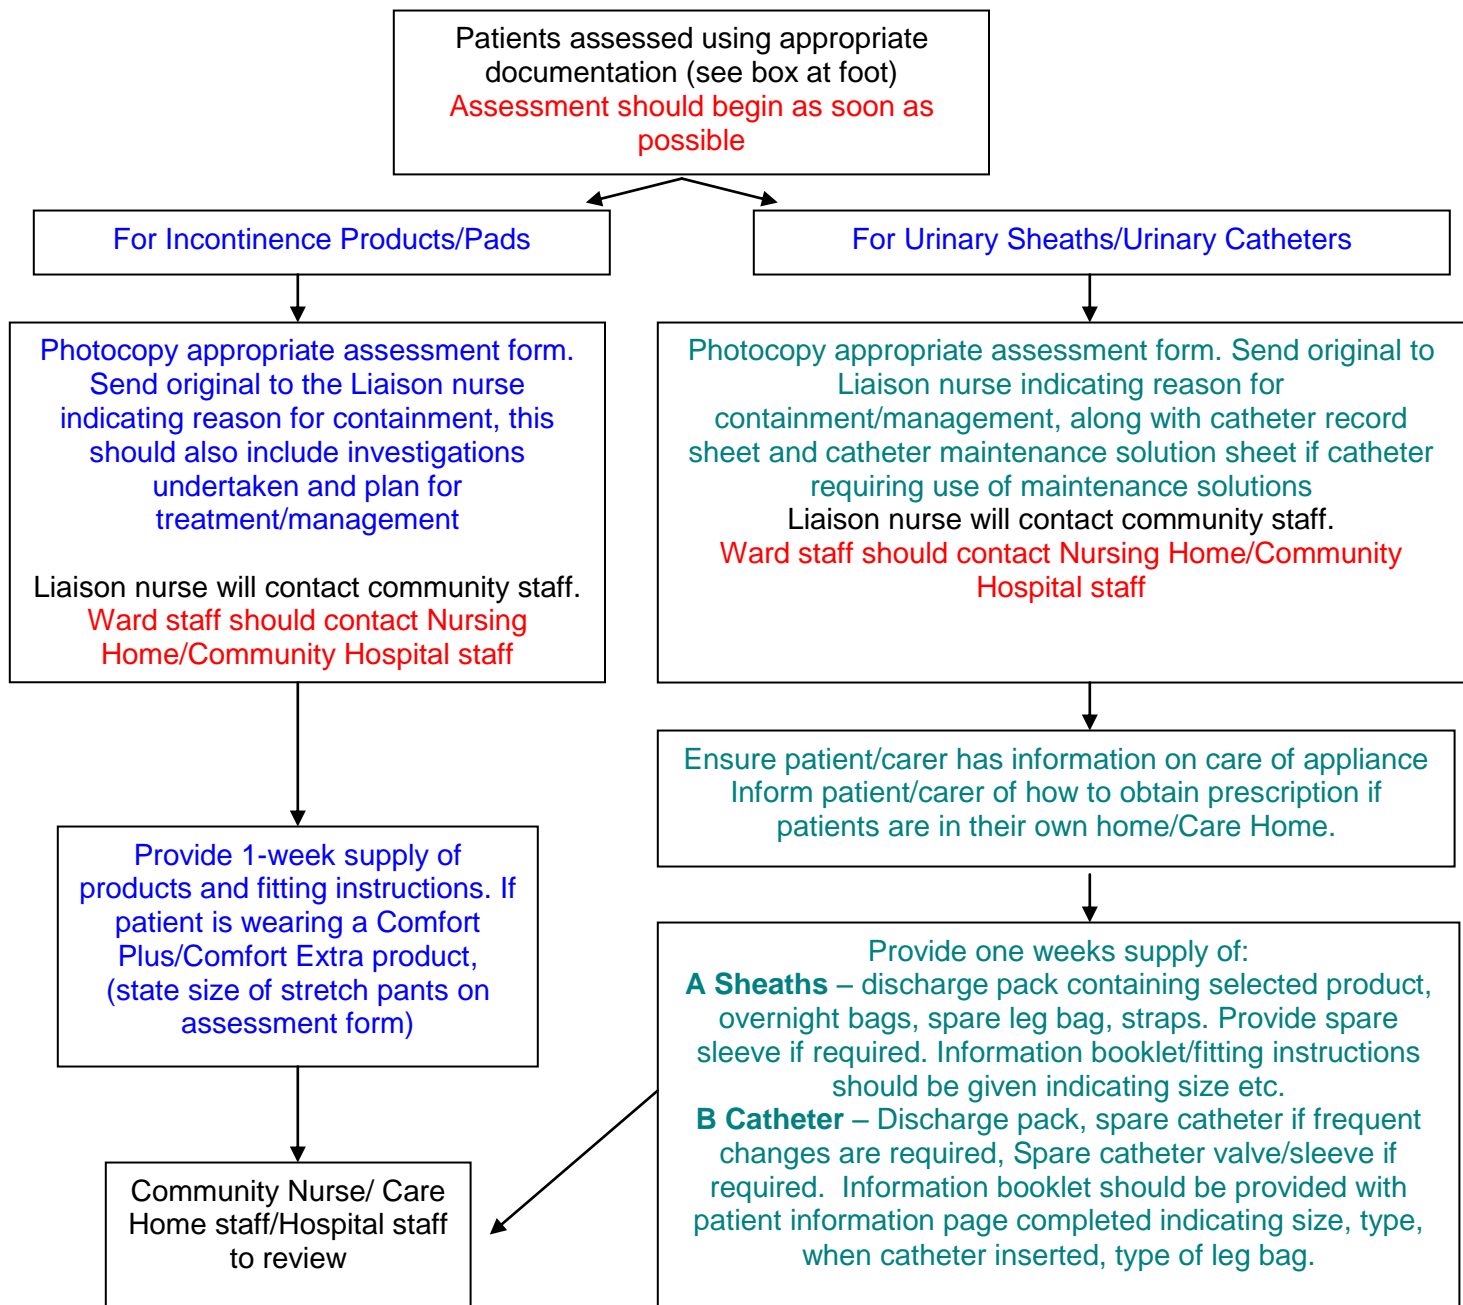 Patients assessed using appropriate
documentation (see box at foot)
Assessment should begin as soon as
possible
For Incontinence Products/Pads
For Urinary Sheaths/Urinary Catheters
Photocopy appropriate assessment form.
Send original to the Liaison nurse
indicating reason for containment, this
should also include investigations
undertaken and plan for
treatment/management
Liaison nurse will contact community staff.
Ward staff should contact Nursing
Home/Community Hospital staff
Photocopy appropriate assessment form. Send original to
Liaison nurse indicating reason for
containment/management, along with catheter record
sheet and catheter maintenance solution sheet if catheter
requiring use of maintenance solutions
Liaison nurse will contact community staff.
Ward staff should contact Nursing Home/Community
Hospital staff
Ensure patient/carer has information on care of appliance
Inform patient/carer of how to obtain prescription if
patients are in their own home/Care Home.
Provide 1-week supply of
products and fitting instructions. If
patient is wearing a Comfort
Plus/Comfort Extra product,
(state size of stretch pants on
assessment form)
Provide one weeks supply of:
A Sheaths – discharge pack containing selected product,
overnight bags, spare leg bag, straps. Provide spare
sleeve if required. Information booklet/fitting instructions
should be given indicating size etc.
B Catheter – Discharge pack, spare catheter if frequent
changes are required, Spare catheter valve/sleeve if
required.  Information booklet should be provided with
patient information page completed indicating size, type,
when catheter inserted, type of leg bag.
Community Nurse/ Care
Home staff/Hospital staff
to review